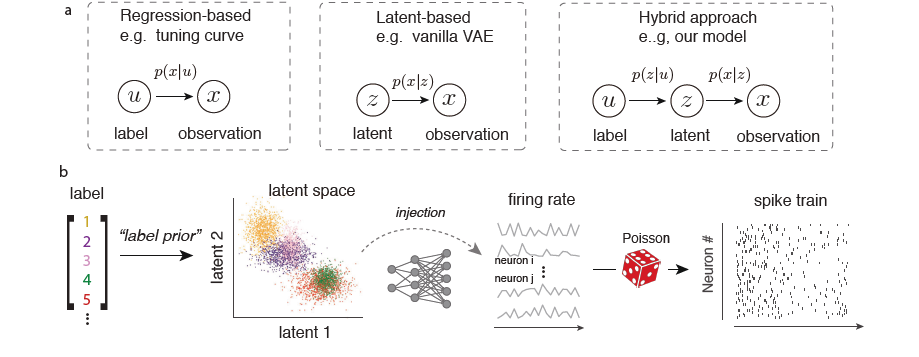 a
Regression-based
e.g. tuning curve
p(x|u)
u
x
label
observation
Latent-based
e.g. vanilla VAE
p(x|z)
z
x
latent
observation
Hybrid approach
e..g, our model
p(z|u)
p(x|z)
u
z
x
label
latent
observation
b
label
1
2
3
4
5
“label prior”
latent space
latent 2
latent 1
injection
firing rate
neuron i
neuron j
Poisson
spike train
Neuron #